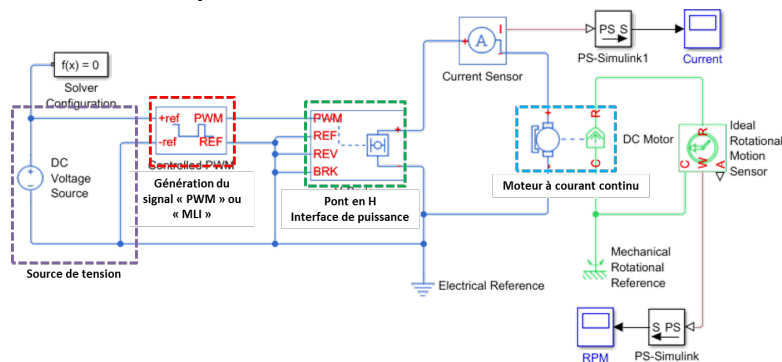 f(x) = 0
Solver
Configuration
DC
Voltage
Source
Source de tension
+ref
PWM
-ref
REF
Controlled PWM
Génération du
signal « PWM » ou
« MLI »
PWM
REF
REV
BRK
+
-
Pont en H
Interface de puissance
+
A
I
-
Current Sensor
PS S
PS-Simulink1
Current
+
-
R
C
DC Motor
Moteur à courant continu
R
C
W
A
Ideal
Rotational
Motion
Sensor
Mechanical
Rotational
Reference
Electrical Reference
S PS
PS-Simulink
RPM